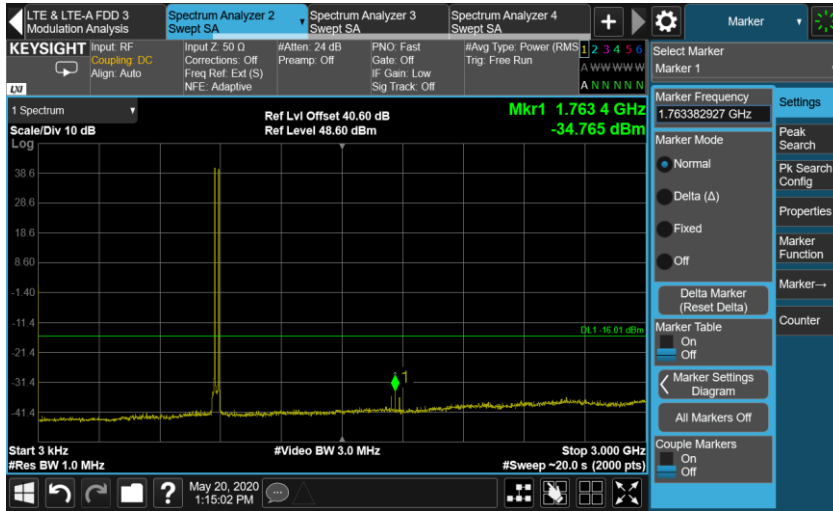 LTE & LTE-A FDD 3
Modulation Analysis
Spectrum Analyzer 2
Swept SA
Spectrum Analyzer 3
Swept SA
Spectrum Analyzer 4
Swept SA
Marker
KEYSIGHT
LXI
Input: RF
Coupling: DC
Align: Auto
Input Z: 50 Ω
Corrections: Off
Freq Ref: Ext (S)
NFE: Adaptive
#Atten: 24 dB
Preamp: Off
PNO: Fast
Gate: Off
IF Gain: Low
Sig Track: Off
#Avg Type: Power (RMS
Trig: Free Run
1 2 3 4 5 6
A W W W W W
A N N N N N
Select Marker
Marker 1
1 Spectrum
Scale/Div 10 dB
Log
Ref Lvl Offset 40.60 dB
Ref Level 48.60 dBm
Mkr1 1.763 4 GHz
-34.765 dBm
38.6
28.6
18.6
8.60
-1.40
-11.4
-21.4
-31.4
-41.4
DL1 -16.01 dBm
1
Start 3 kHz
#Res BW 1.0 MHz
#Video BW 3.0 MHz
Stop 3.000 GHz
#Sweep ~20.0 s (2000 pts)
Marker Frequency
1.763382927 GHz
Marker Mode
Normal
Delta (Δ)
Fixed
Off
Delta Marker
(Reset Delta)
Marker Table
On
Off
Marker Settings
Diagram
All Markers Off
Couple Markers
On
Off
Settings
Peak
Search
Pk Search
Config
Properties
Marker
Function
Marker→
Counter
?
May 20, 2020
1:15:02 PM